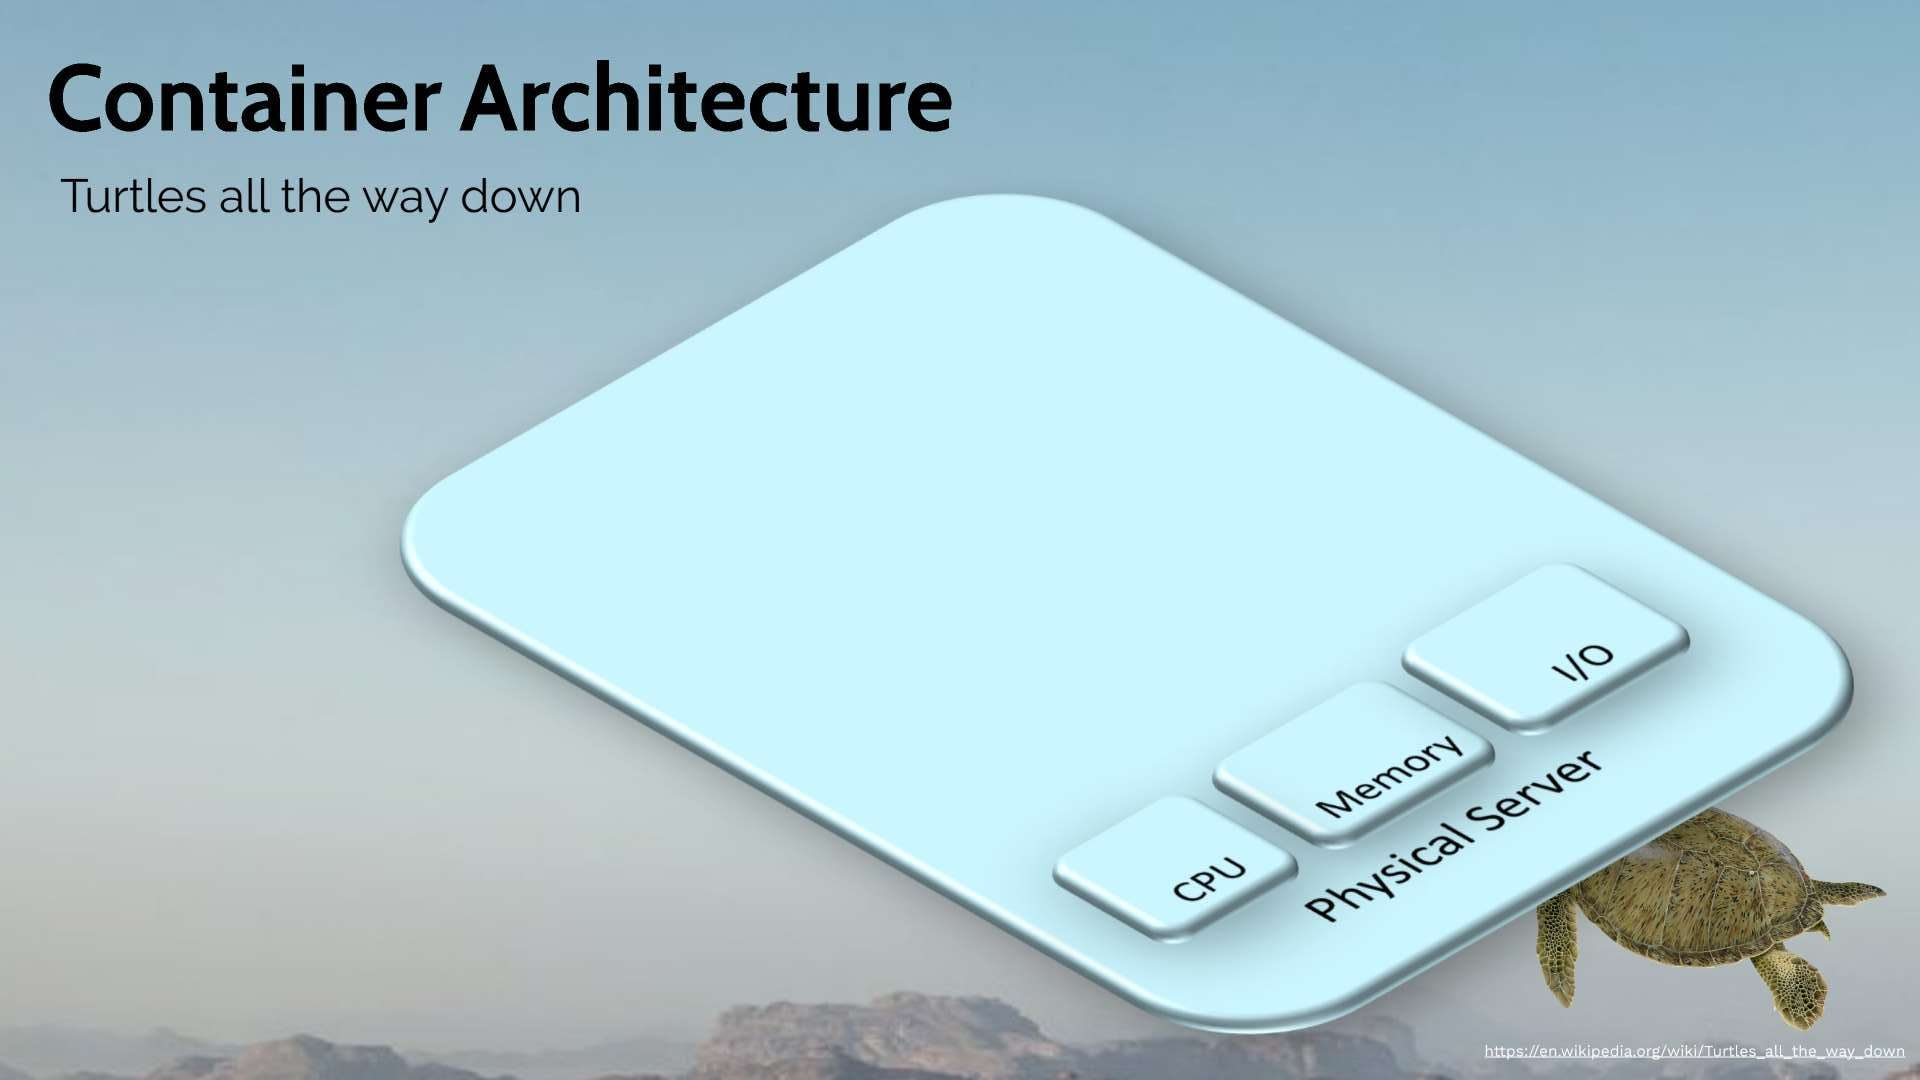 Container Architecture
Turtles all the way down
I/O
Memory
CPU
Physical Server
https://en.wikipedia.org/wiki/Turtles_all_the_way_down